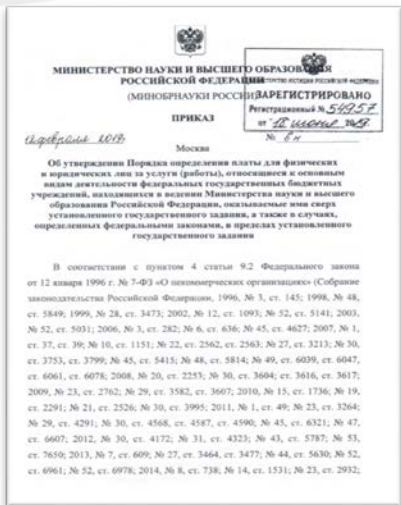 МИНИСТЕРСТВО НАУКИ И ВЫСШЕГО ОБРАЗОВАНИЯ
РОССИЙСКОЙ ФЕДЕРАЦИИ
(МИНОБРНАУКИ РОССИИ)
МИНИСТЕРСТВО ЮСТИЦИИ РОССИЙСКОЙ ФЕДЕРАЦИИ
ЗАРЕГИСТРИРОВАНО
Регистрационный № 54957
от "18 июня 2019
ПРИКАЗ
12 февраля 2019г.
№ 6н
Москва
Об утверждении Порядка определения платы для физических
и юридических лиц за услуги (работы), относящиеся к основным
видам деятельности федеральных государственных бюджетных
учреждений, находящихся в ведении Министерства науки и высшего
образования Российской Федерации, оказываемые ими сверх
установленного государственного задания, а также в случаях,
определенных федеральными законами, в пределах установленного
государственного задания
В соответствии с пунктом 4 статьи 9.2 Федерального закона
от 12 января 1996 г. № 7-ФЗ «О некоммерческих организациях» (Собрание
законодательства Российской Федерации, 1996, № 3, ст. 145; 1998, № 48,
ст. 5849; 1999, № 28, ст. 3473; 2002, № 12, ст. 1093; № 52, ст. 5141; 2003,
№ 52, ст. 5031; 2006, № 3, ст. 282; № 6, ст. 636; № 45, ст. 4627; 2007, № 1,
ст. 37, ст. 39; № 10, ст. 1151; № 22, ст. 2562, ст. 2563; № 27, ст. 3213; № 30,
ст. 3753, ст. 3799; № 45, ст. 5415; № 48, ст. 5814; № 49, ст. 6039, ст. 6047,
ст. 6061, ст. 6078; 2008, № 20, ст. 2253; № 30, ст. 3604; ст. 3616, ст. 3617;
2009, № 23, ст. 2762; № 29, ст. 3582, ст. 3607; 2010, № 15, ст. 1736; № 19,
ст. 2291; № 21, ст. 2526; № 30, ст. 3995; 2011, № 1, ст. 49; № 23, ст. 3264;
№ 29, ст. 4291; № 30, ст. 4568, ст. 4587, ст. 4590; № 45, ст. 6321; № 47,
ст. 6607; 2012, № 30, ст. 4172; № 31, ст. 4323; № 43, ст. 5787; № 53,
ст. 7650; 2013, № 7, ст. 609; № 27, ст. 3464, ст. 3477; № 44, ст. 5630; № 52,
ст. 6961; № 52, ст. 6978; 2014, № 8, ст. 738; № 14, ст. 1531; № 23, ст. 2932;